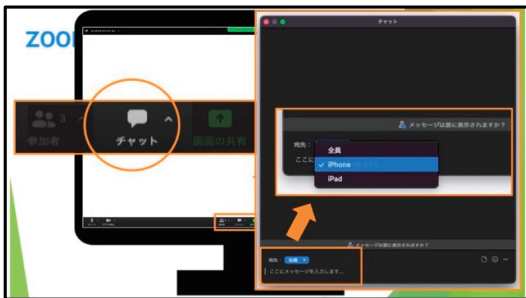 ZOO
3
参加者
チャット
画面の共有
チャット
メッセージは誰に表示されますか？
宛先：
全員
✓ iPhone
ここに
iPad
メッセージは誰に表示されますか？
宛先： 全員
ここにメッセージを入力します...